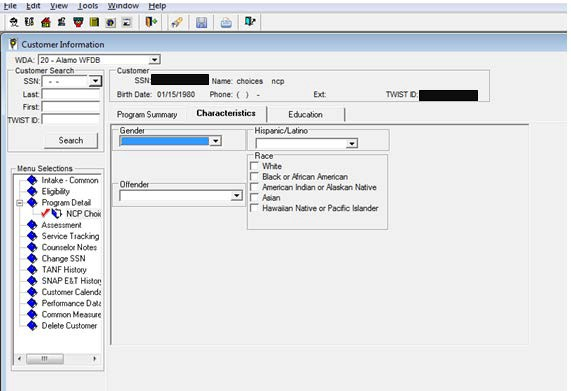 File Edit View Tools Window Help
Customer Information
WDA: 20 - Alamo WFDB
Customer Search
SSN: - -
Last:
First:
TWIST ID:
Search
Customer
SSN: Name: choices ncp
Birth Date: 01/15/1980 Phone: ( ) - Ext: TWIST ID:
Program Summary Characteristics Education
Gender
Hispanic/Latino
Offender
Race
White
Black or African American
American Indian or Alaskan Native
Asian
Hawaiian Native or Pacific Islander
Menu Selections
Intake - Common
Eligibility
Program Detail
NCP Choi
Assessment
Service Tracking
Counselor Notes
Change SSN
TANF History
SNAP E&T History
Customer Calenda
Performance Data
Common Measure
Delete Customer